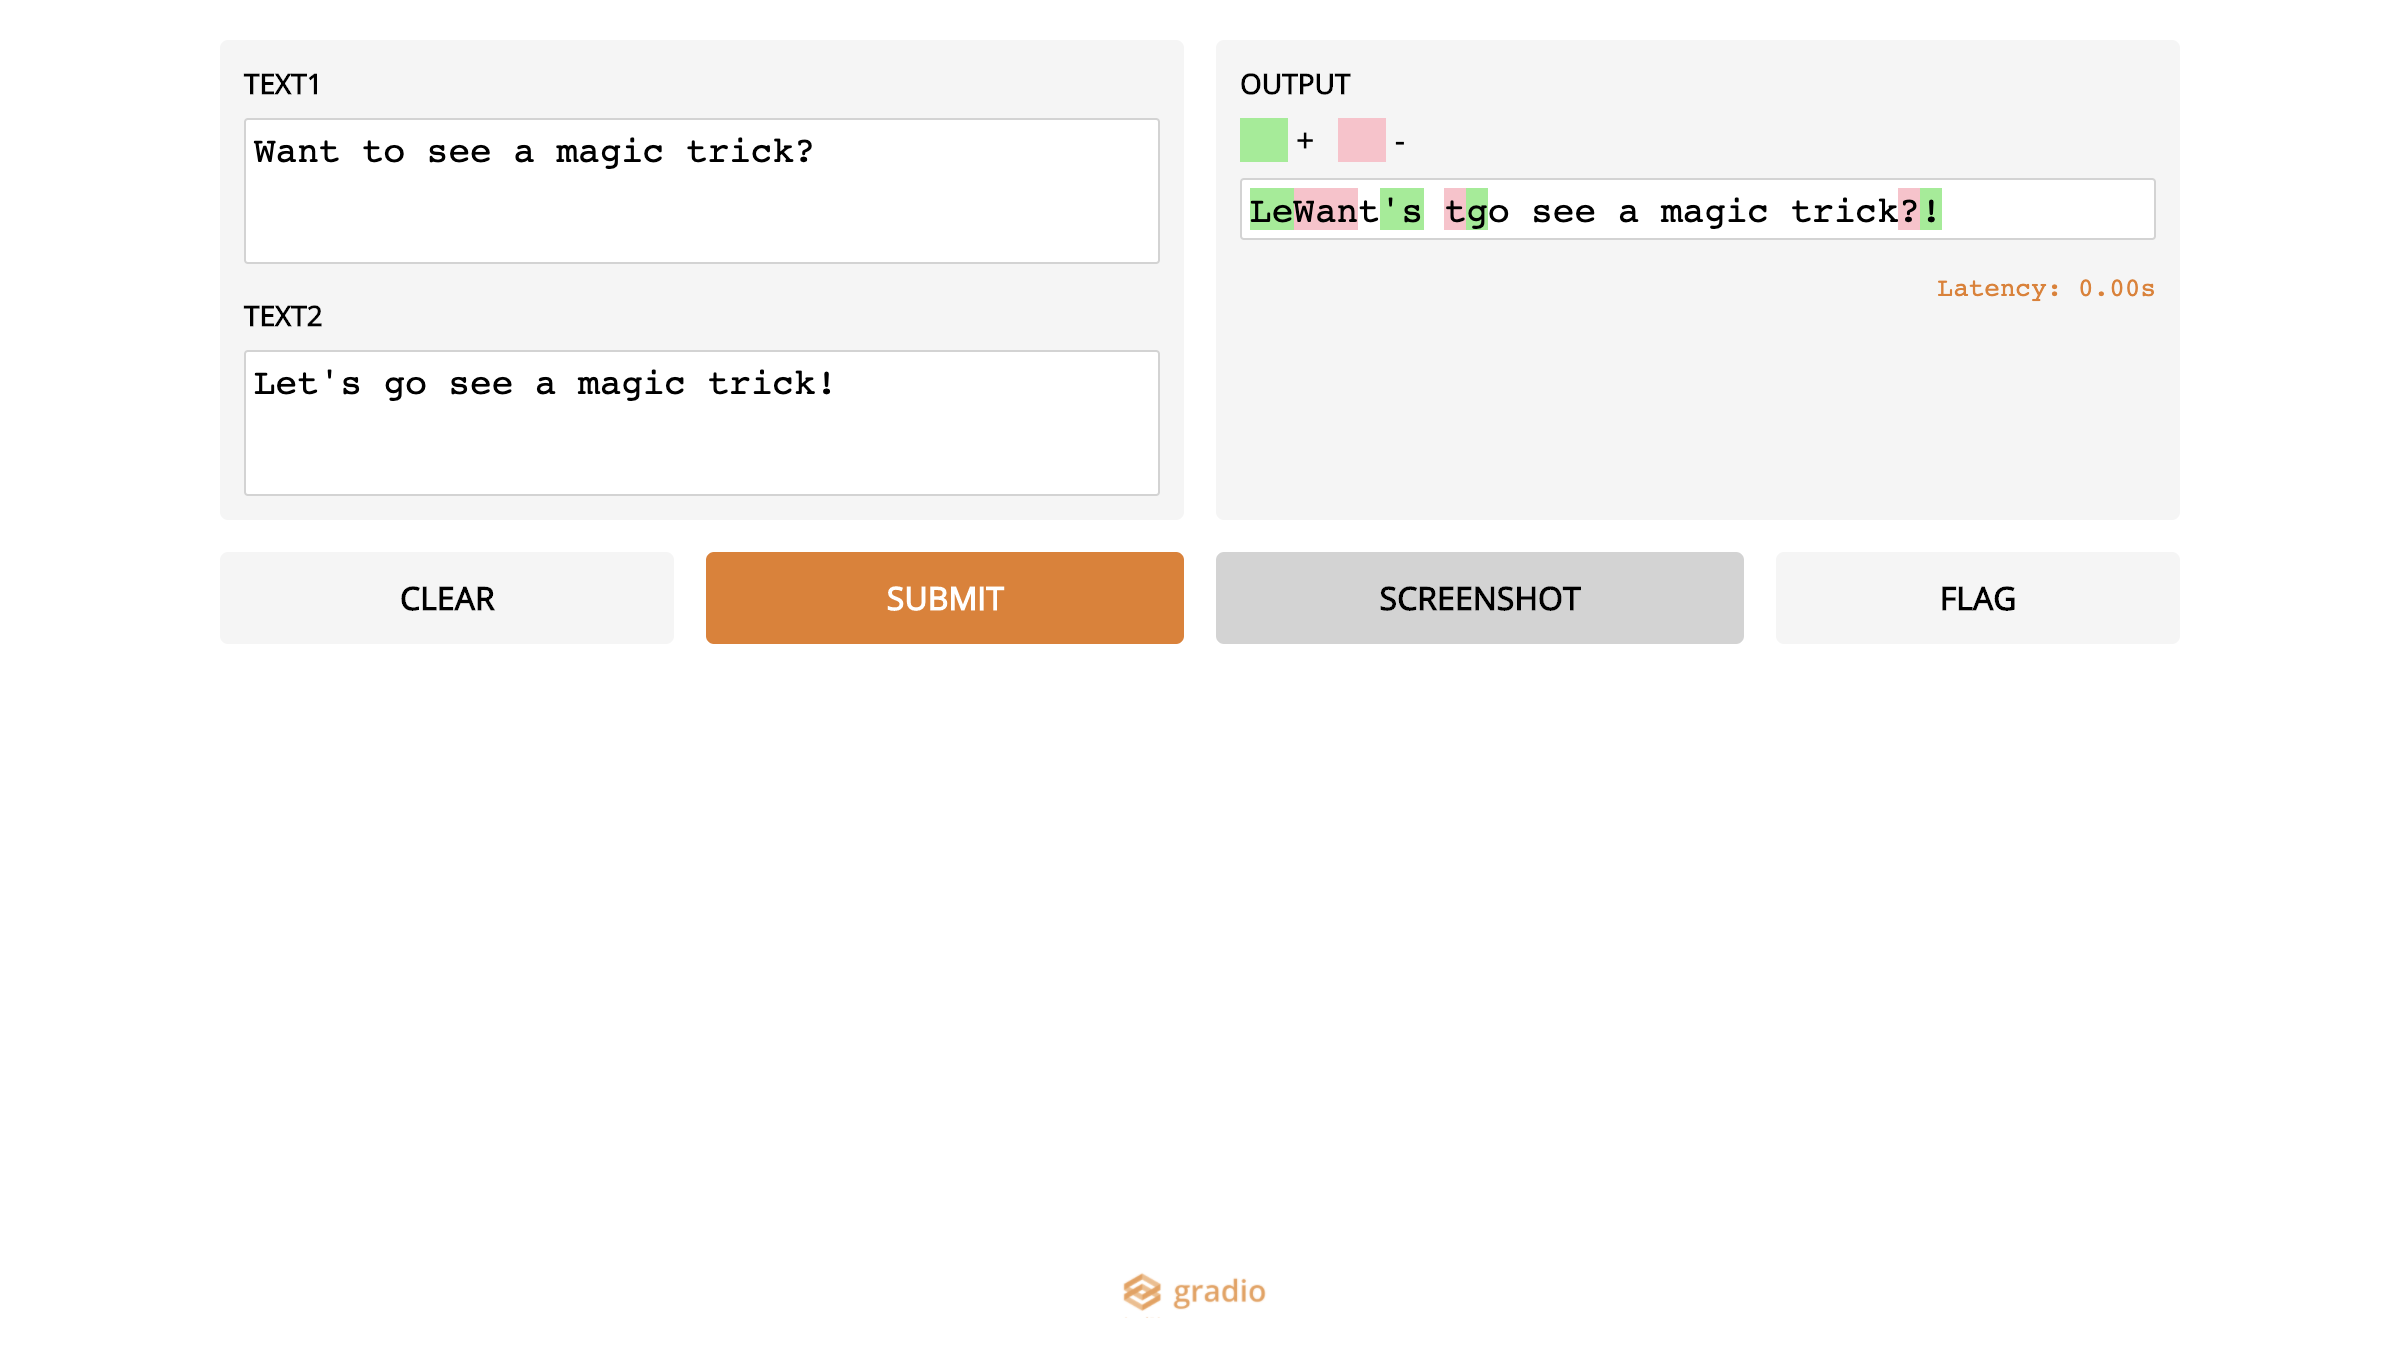 TEXT1
Want to see a magic trick?
TEXT2
Let's go see a magic trick!
OUTPUT
+ -
LeWant's tgo see a magic trick?!
Latency: 0.00s
CLEAR
SUBMIT
SCREENSHOT
FLAG
gradio